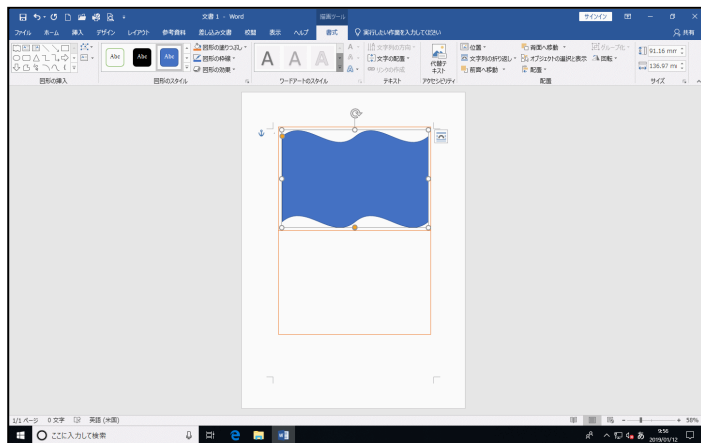 文書 1 - Word
描画ツール
サインイン
ファイル ホーム 挿入 デザイン レイアウト 参考資料 差し込み文書 校閲 表示 ヘルプ 書式 実行したい作業を入力してください 共有
Abc Abc Abc
図形の塗りつぶし
図形の枠線
図形の効果
A A A
文字列の方向
文字の配置
リンクの作成
代替テキスト
位置
文字列の折り返し
前面へ移動
背面へ移動
オブジェクトの選択と表示
配置
グループ化
回転
91.16 mm
136.97 mm
図形の挿入 図形のスタイル ワードアートのスタイル テキスト アクセシビリティ 配置 サイズ
1/1 ページ 0 文字 英語 (米国) 58%
ここに入力して検索
あ
9:56
2019/01/12